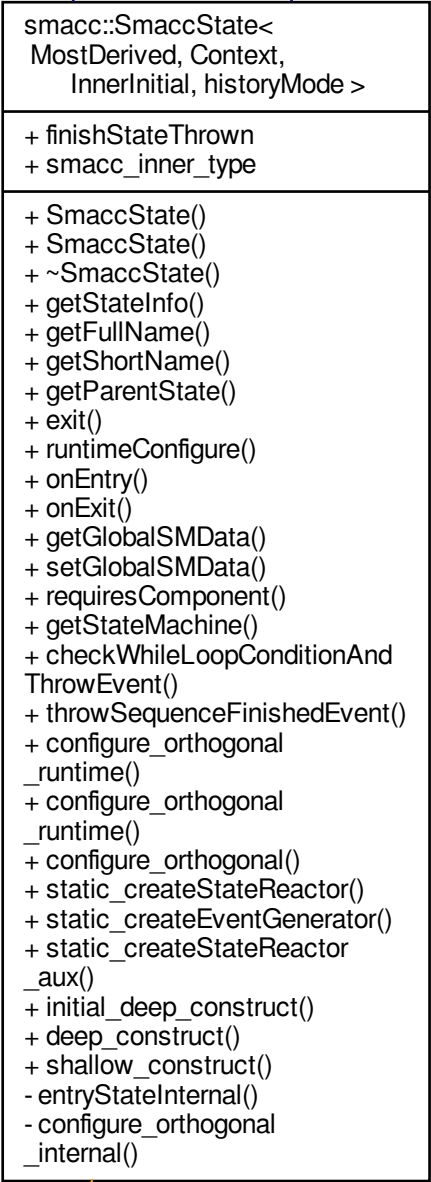 smacc::SmaccState<
MostDerived, Context,
InnerInitial, historyMode >
+ finishStateThrown
+ smacc_inner_type
+ SmaccState()
+ SmaccState()
+ ~SmaccState()
+ getStateInfo()
+ getFullName()
+ getShortName()
+ getParentState()
+ exit()
+ runtimeConfigure()
+ onEntry()
+ onExit()
+ getGlobalSMData()
+ setGlobalSMData()
+ requiresComponent()
+ getStateMachine()
+ checkWhileLoopConditionAnd
ThrowEvent()
+ throwSequenceFinishedEvent()
+ configure_orthogonal
_runtime()
+ configure_orthogonal
_runtime()
+ configure_orthogonal()
+ static_createStateReactor()
+ static_createEventGenerator()
+ static_createStateReactor
_aux()
+ initial_deep_construct()
+ deep_construct()
+ shallow_construct()
- entryStateInternal()
- configure_orthogonal
_internal()